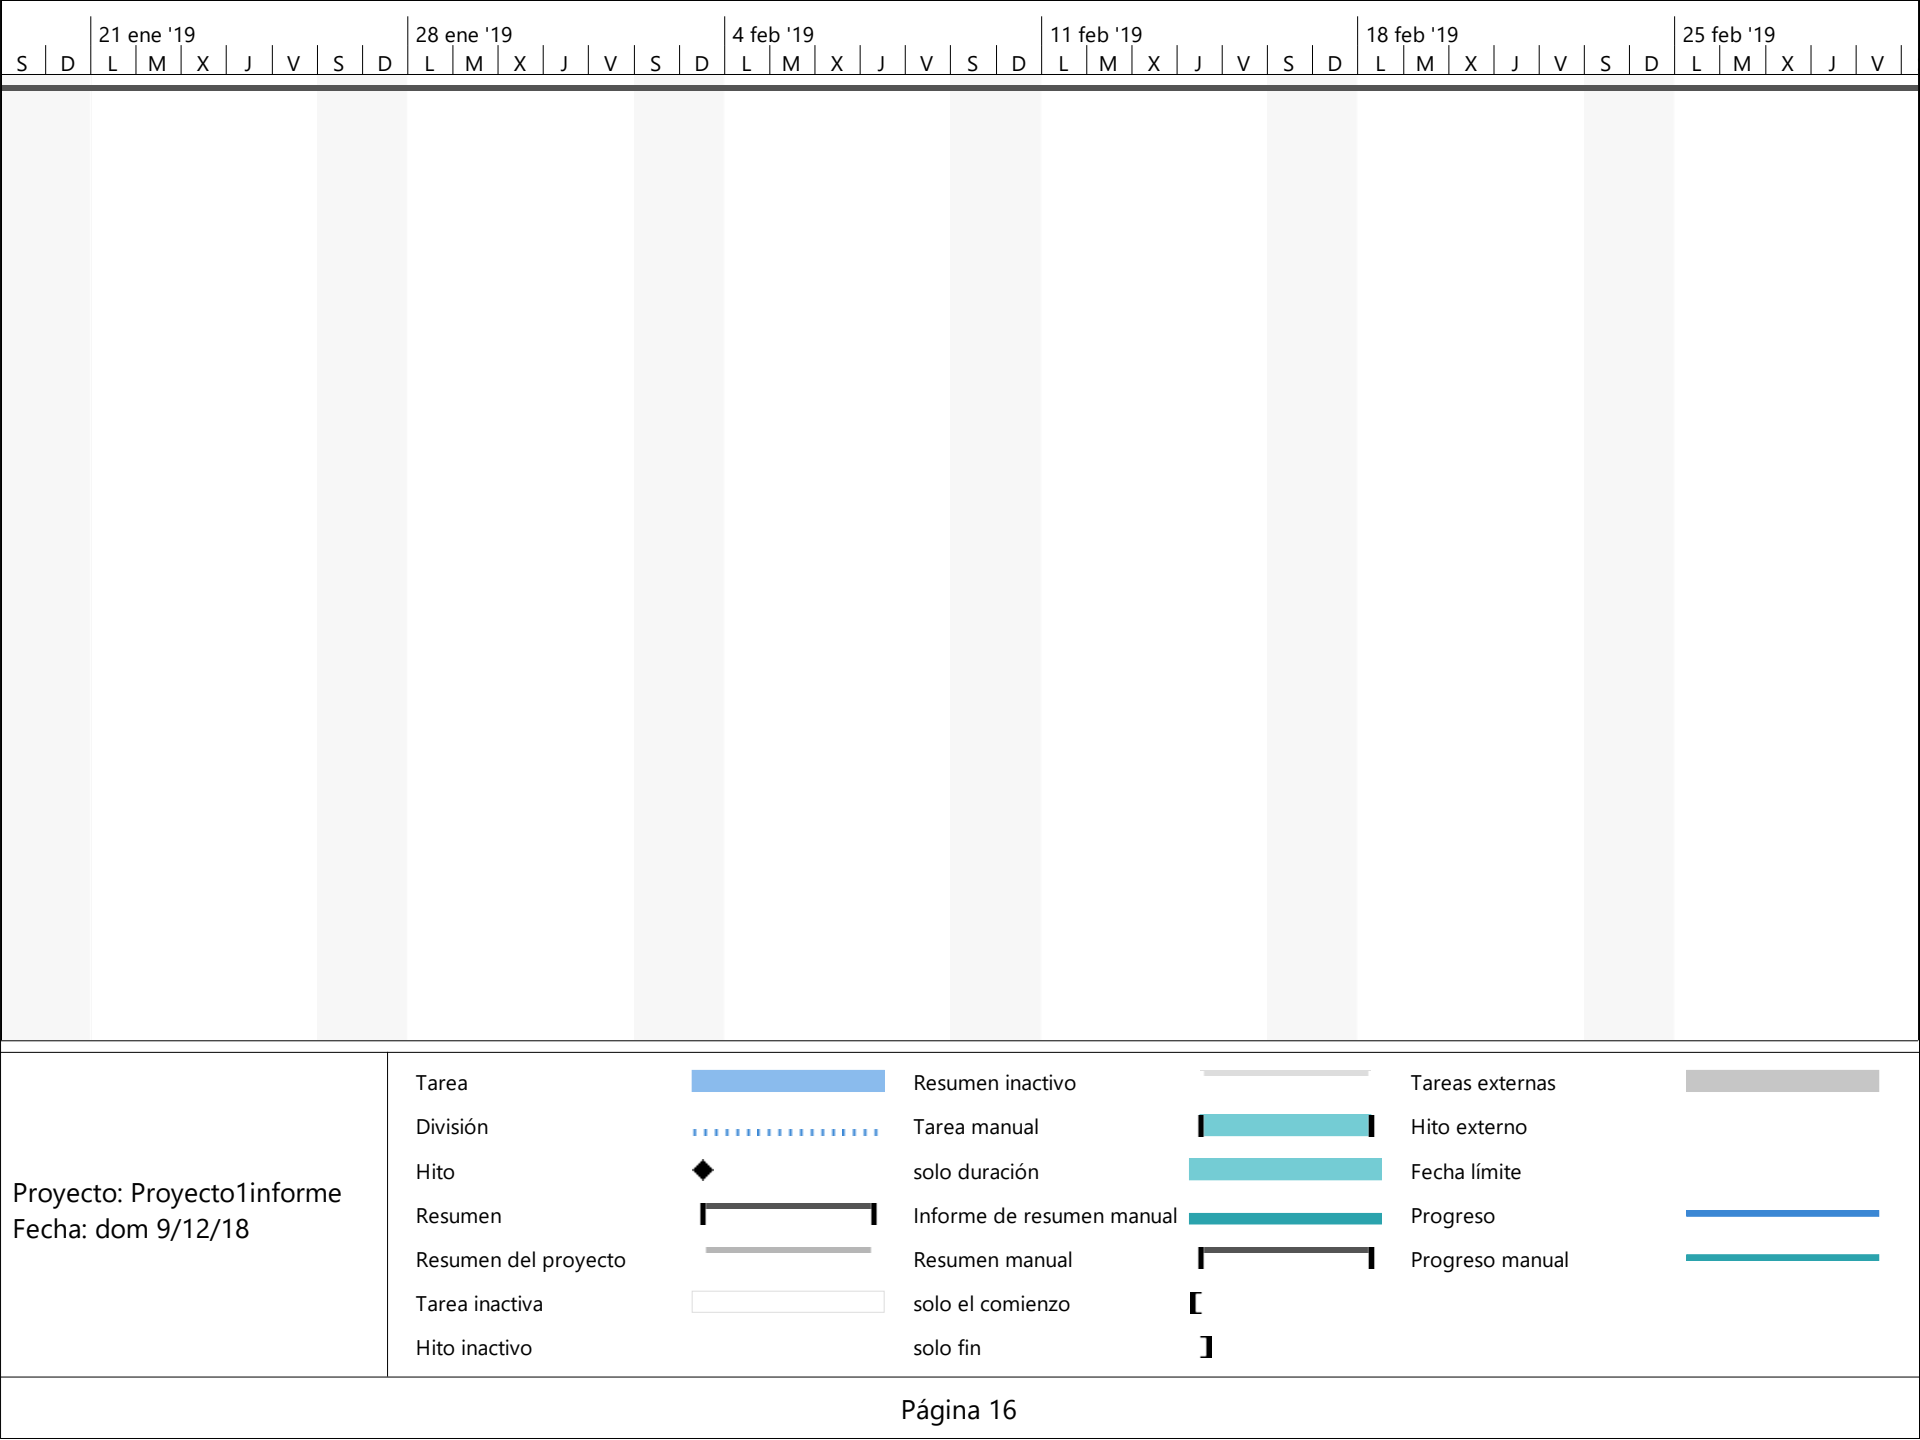 21 ene '19 28 ene '19 4 feb '19 11 feb '19 18 feb '19 25 feb '19
S D L M X J V S D L M X J V S D L M X J V S D L M X J V S D L M X J V S D L M X J V
Tarea
División
Hito
Resumen
Resumen del proyecto
Tarea inactiva
Hito inactivo
Resumen inactivo
Tarea manual
solo duración
Informe de resumen manual
Resumen manual
solo el comienzo
solo fin
Tareas externas
Hito externo
Fecha límite
Progreso
Progreso manual
Proyecto: Proyecto1informe
Fecha: dom 9/12/18
Página 16